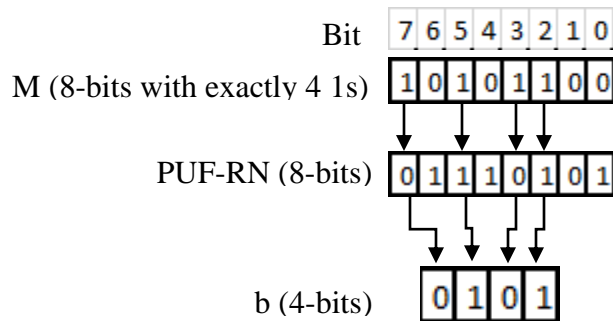 Bit 7 6 5 4 3 2 1 0
M (8-bits with exactly 4 1s) 1 0 1 0 1 1 0 0
PUF-RN (8-bits) 0 1 1 1 0 1 0 1
b (4-bits) 0 1 0 1